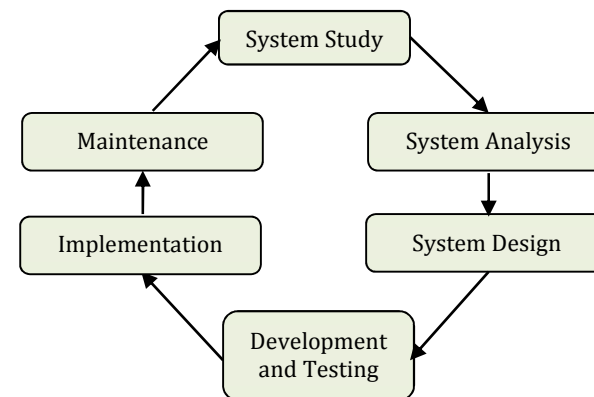 System Study
System Analysis
System Design
Development
and Testing
Implementation
Maintenance